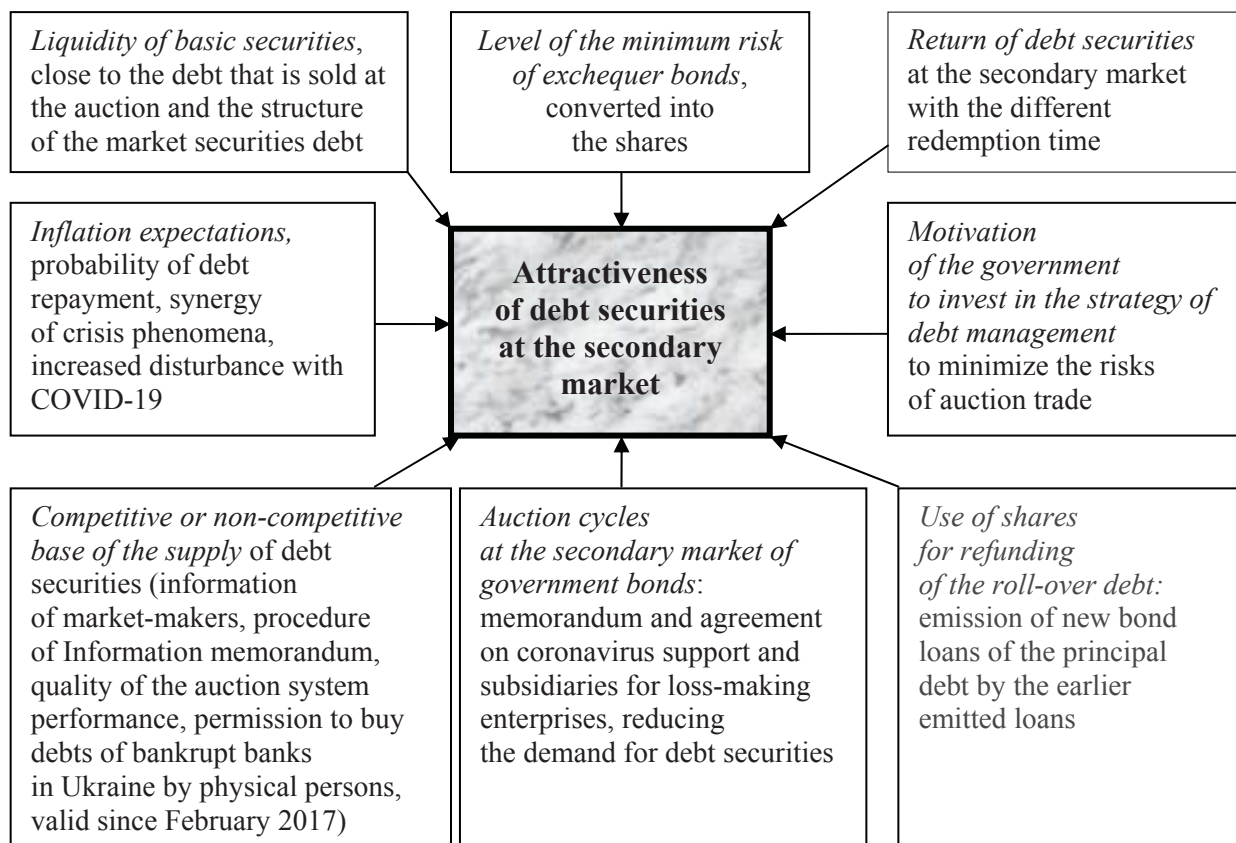 Liquidity of basic securities,
close to the debt that is sold at
the auction and the structure
of the market securities debt
Level of the minimum risk
of exchequer bonds,
converted into
the shares
Return of debt securities
at the secondary market
with the different
redemption time
Inflation expectations,
probability of debt
repayment, synergy
of crisis phenomena,
increased disturbance with
COVID-19
Attractiveness
of debt securities
at the secondary
market
Motivation
of the government
to invest in the strategy of
debt management
to minimize the risks
of auction trade
Competitive or non-competitive
base of the supply of debt
securities (information
of market-makers, procedure
of Information memorandum,
quality of the auction system
performance, permission to buy
debts of bankrupt banks
in Ukraine by physical persons,
valid since February 2017)
Auction cycles
at the secondary market of
government bonds:
memorandum and agreement
on coronavirus support and
subsidiaries for loss-making
enterprises, reducing
the demand for debt securities
Use of shares
for refunding
of the roll-over debt:
emission of new bond
loans of the principal
debt by the earlier
emitted loans